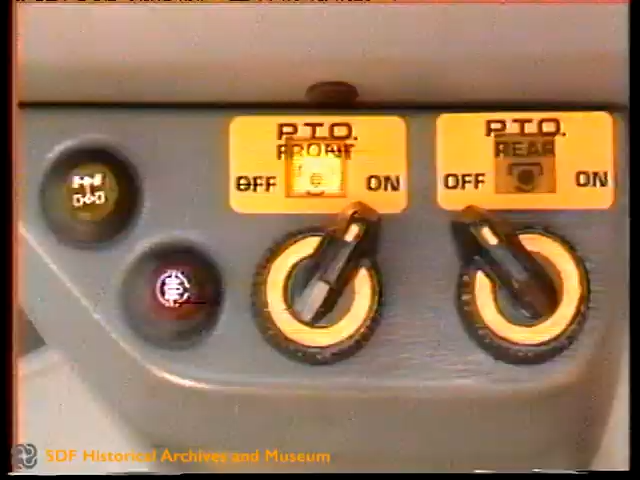 P.T.O.
FRONT
OFF
ON
P.T.O.
REAR
OFF
ON
SDF Historical Archives and Museum